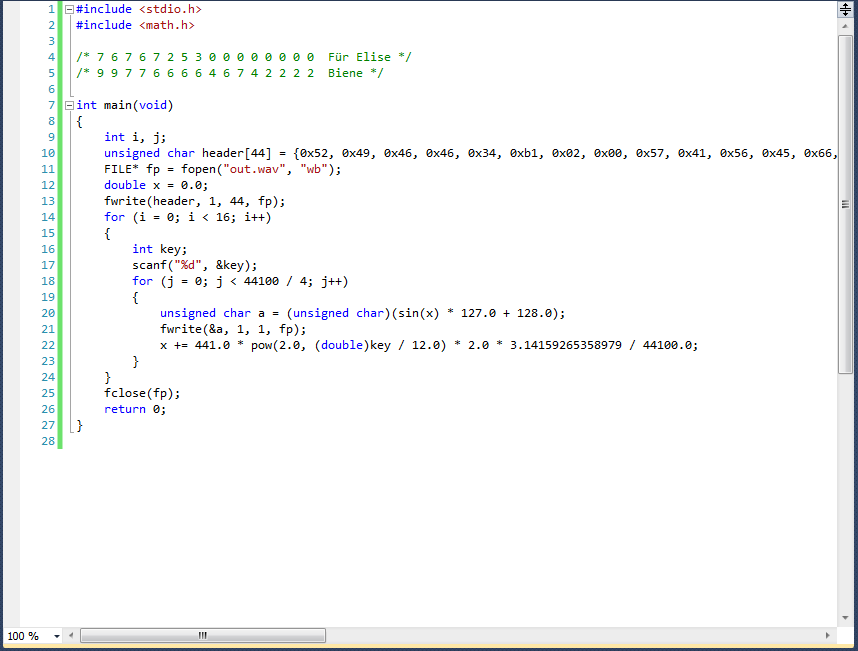 1 #include <stdio.h>
2 #include <math.h>
3
4 /* 7 6 7 6 7 2 5 3 0 0 0 0 0 0 0 0  Für Elise */
5 /* 9 9 7 7 6 6 6 6 4 6 7 4 2 2 2 2  Biene */
6
7 int main(void)
8 {
9     int i, j;
10     unsigned char header[44] = {0x52, 0x49, 0x46, 0x46, 0x34, 0xb1, 0x02, 0x00, 0x57, 0x41, 0x56, 0x45, 0x66,
11     FILE* fp = fopen("out.wav", "wb");
12     double x = 0.0;
13     fwrite(header, 1, 44, fp);
14     for (i = 0; i < 16; i++)
15     {
16         int key;
17         scanf("%d", &key);
18         for (j = 0; j < 44100 / 4; j++)
19         {
20             unsigned char a = (unsigned char)(sin(x) * 127.0 + 128.0);
21             fwrite(&a, 1, 1, fp);
22             x += 441.0 * pow(2.0, (double)key / 12.0) * 2.0 * 3.14159265358979 / 44100.0;
23         }
24     }
25     fclose(fp);
26     return 0;
27 }
28
100 %